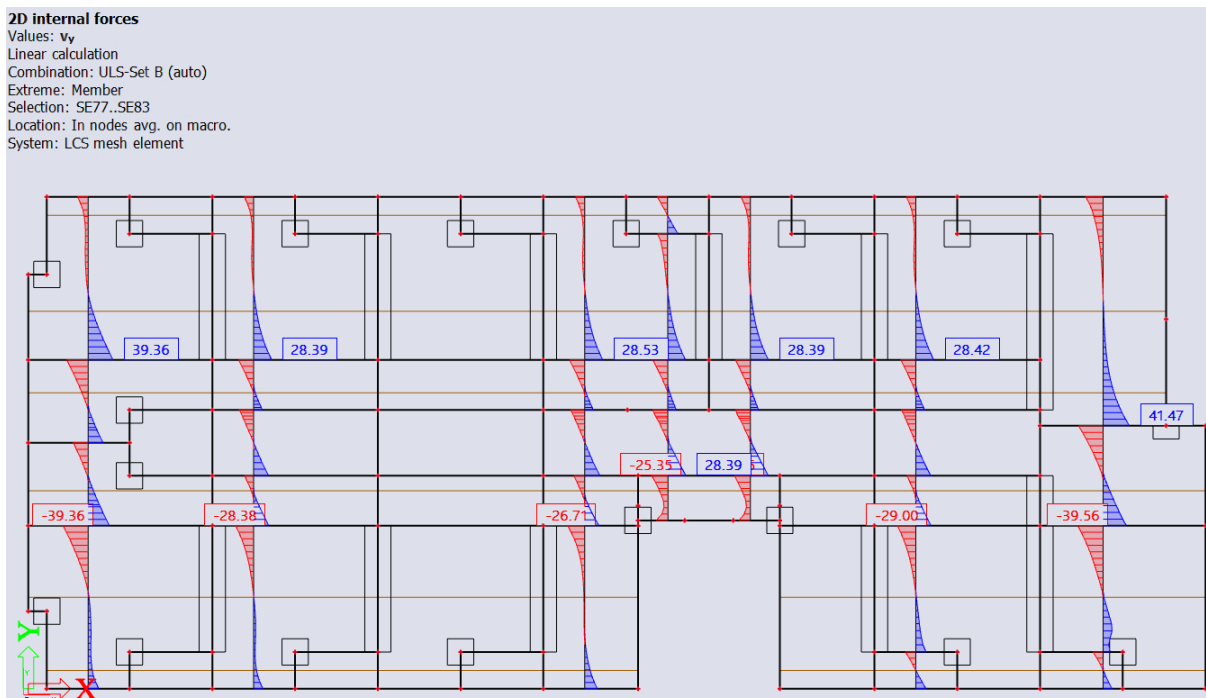 2D internal forces
Values: vy
Linear calculation
Combination: ULS-Set B (auto)
Extreme: Member
Selection: SE77..SE83
Location: In nodes avg. on macro.
System: LCS mesh element
39.36
28.39
28.53
28.39
28.42
41.47
-25.35
28.39
-39.36
-28.38
-26.71
-29.00
-39.56
Y
Y
X